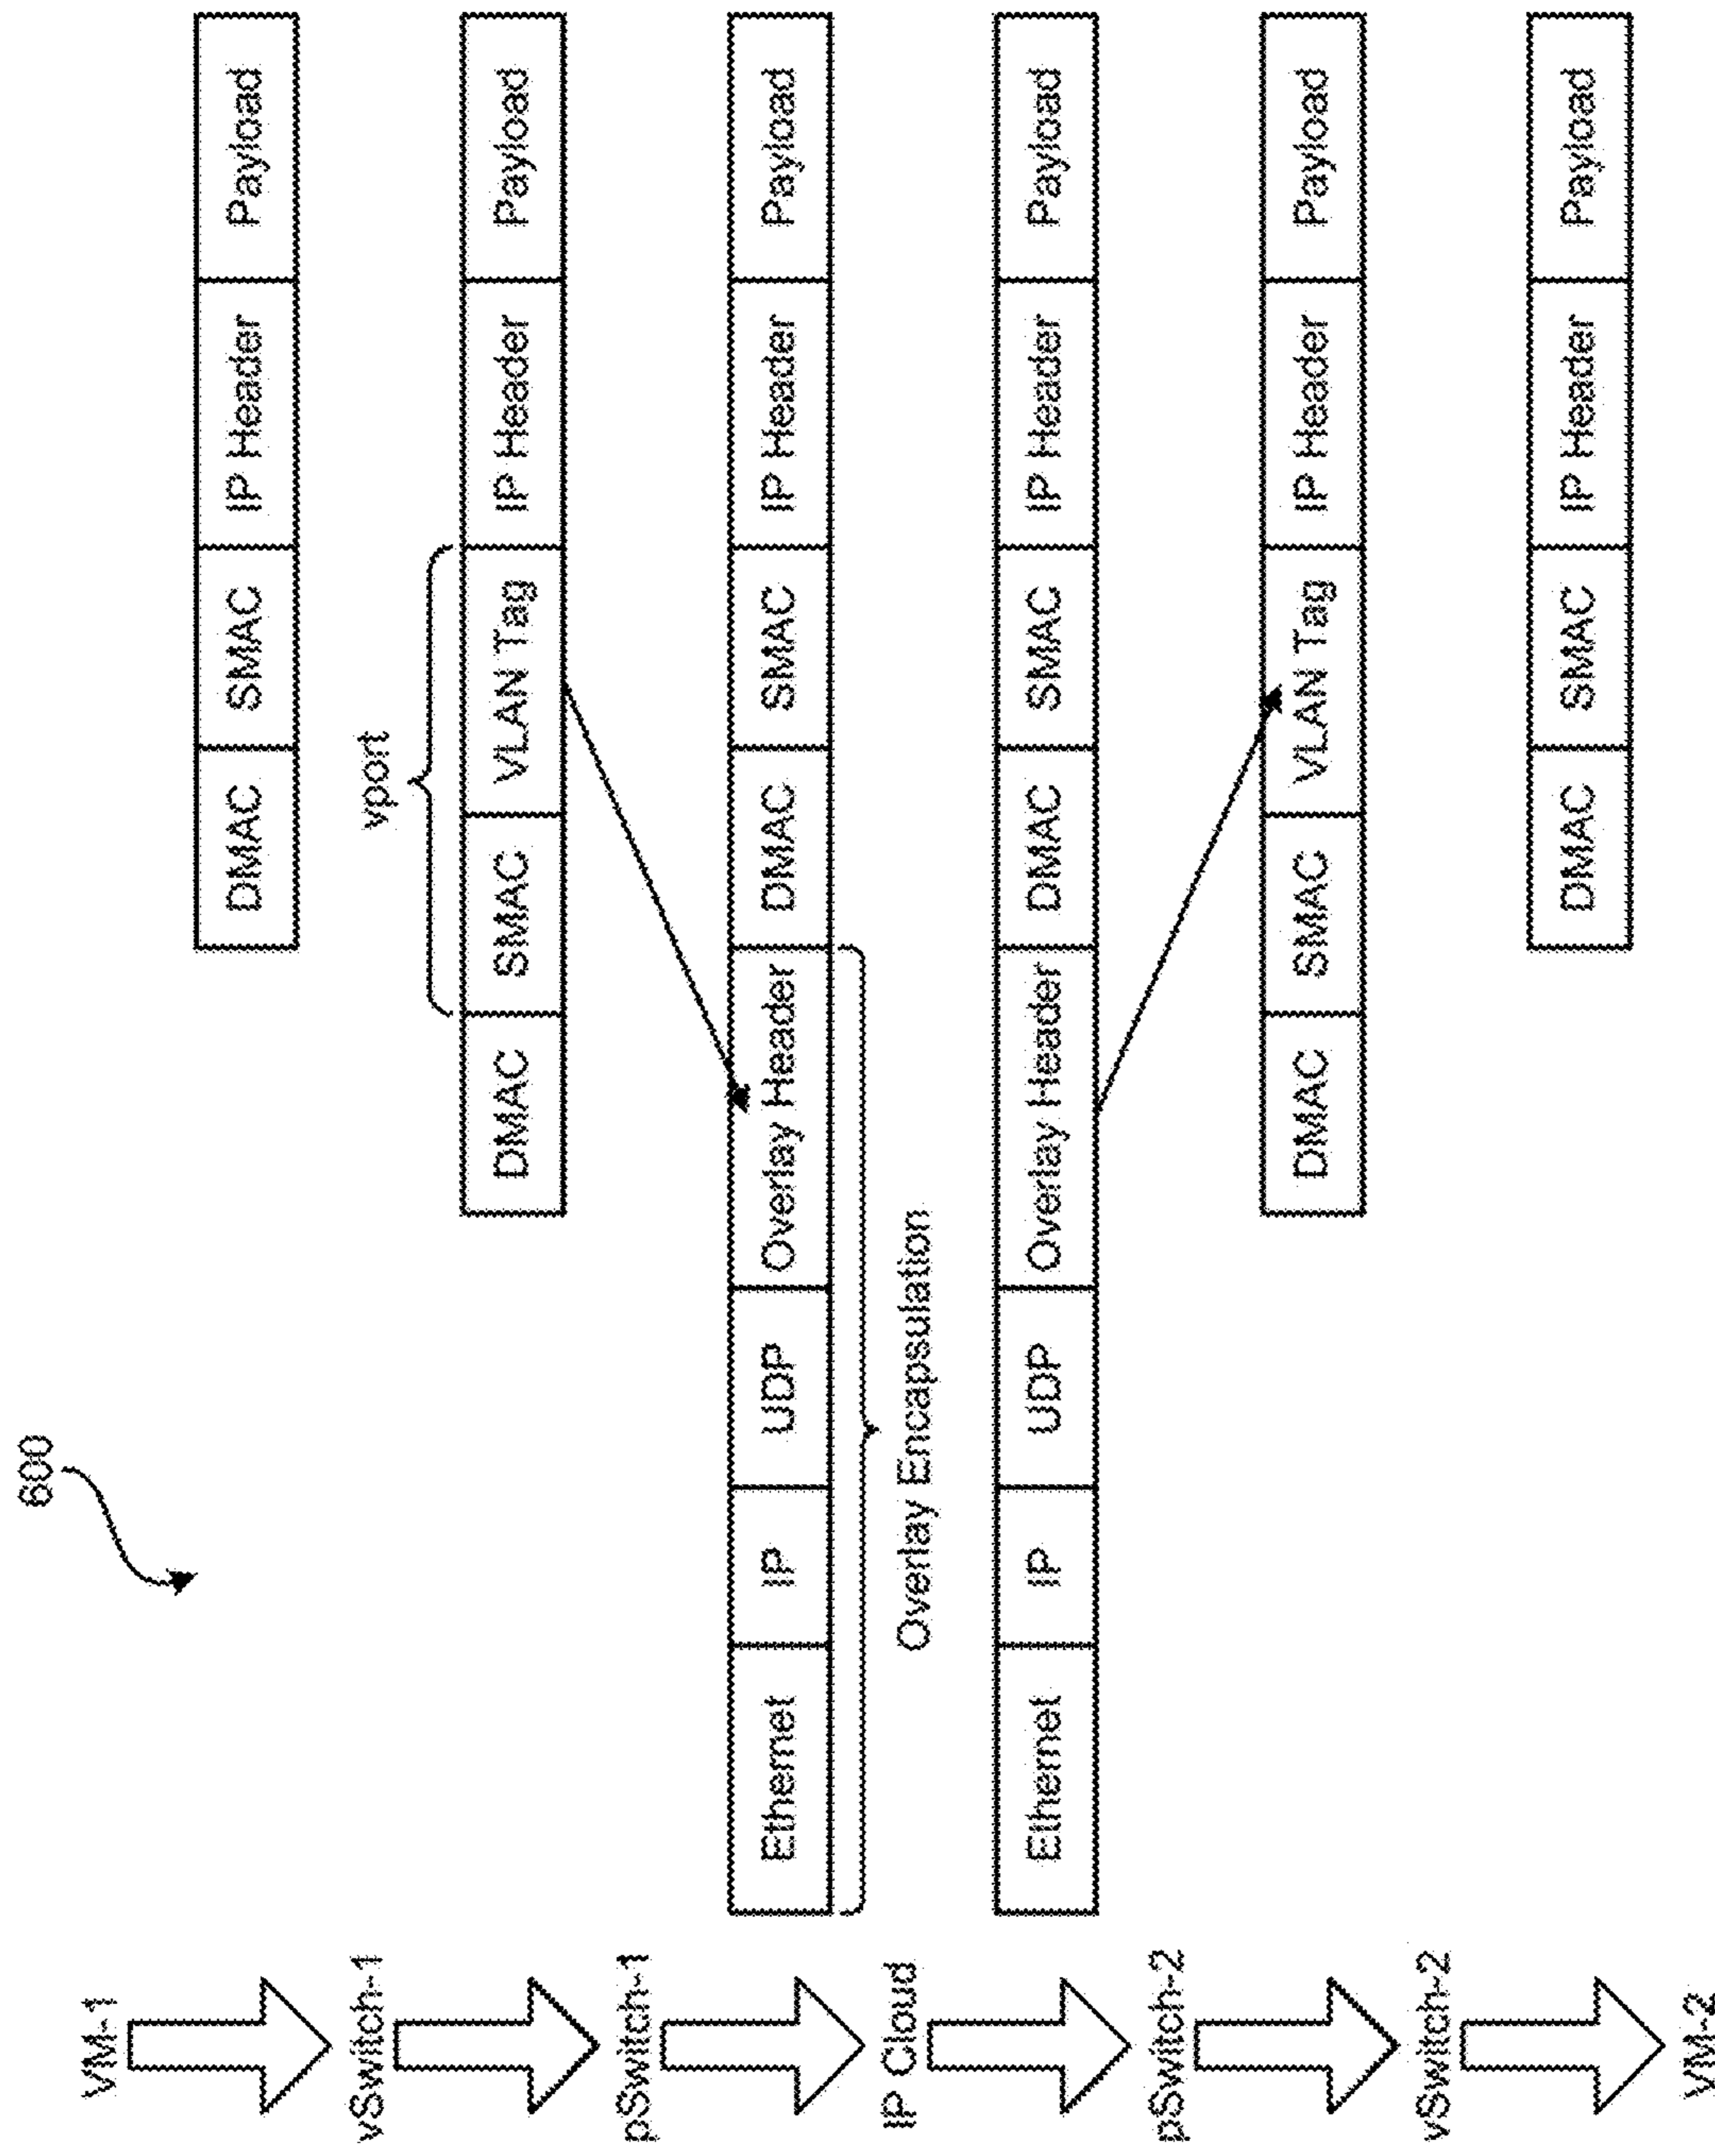 600
VM-1
DMAC SMAC IP Header Payload
vSwitch-1
vport
DMAC SMAC VLAN Tag IP Header Payload
pSwitch-1
Ethernet IP UDP Overlay Header DMAC SMAC IP Header Payload
Overlay Encapsulation
IP Cloud
Ethernet IP UDP Overlay Header DMAC SMAC IP Header Payload
pSwitch-2
DMAC SMAC VLAN Tag IP Header Payload
vSwitch-2
DMAC SMAC IP Header Payload
VM-2